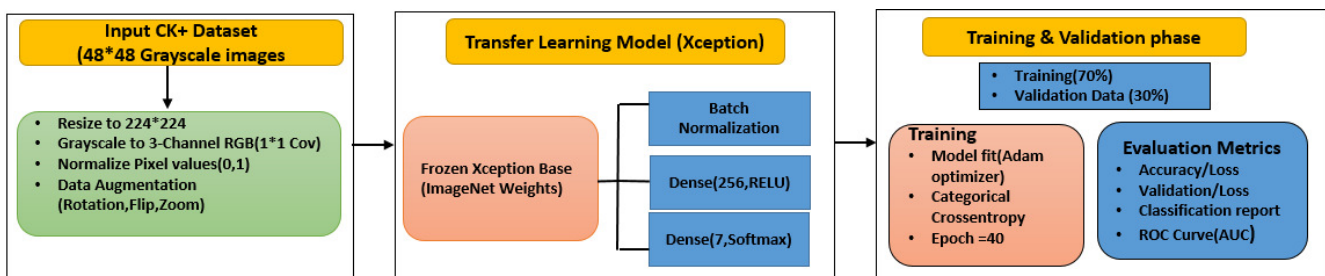 Input CK+ Dataset
(48*48 Grayscale images
• Resize to 224*224
• Grayscale to 3-Channel RGB(1*1 Cov)
• Normalize Pixel values(0,1)
• Data Augmentation
(Rotation,Flip,Zoom)
Transfer Learning Model (Xception)
Frozen Xception Base
(ImageNet Weights)
Batch
Normalization
Dense(256,RELU)
Dense(7,Softmax)
Training & Validation phase
• Training(70%)
• Validation Data (30%)
Training
• Model fit(Adam
optimizer)
• Categorical
Crossentropy
• Epoch =40
Evaluation Metrics
• Accuracy/Loss
• Validation/Loss
• Classification report
• ROC Curve(AUC)